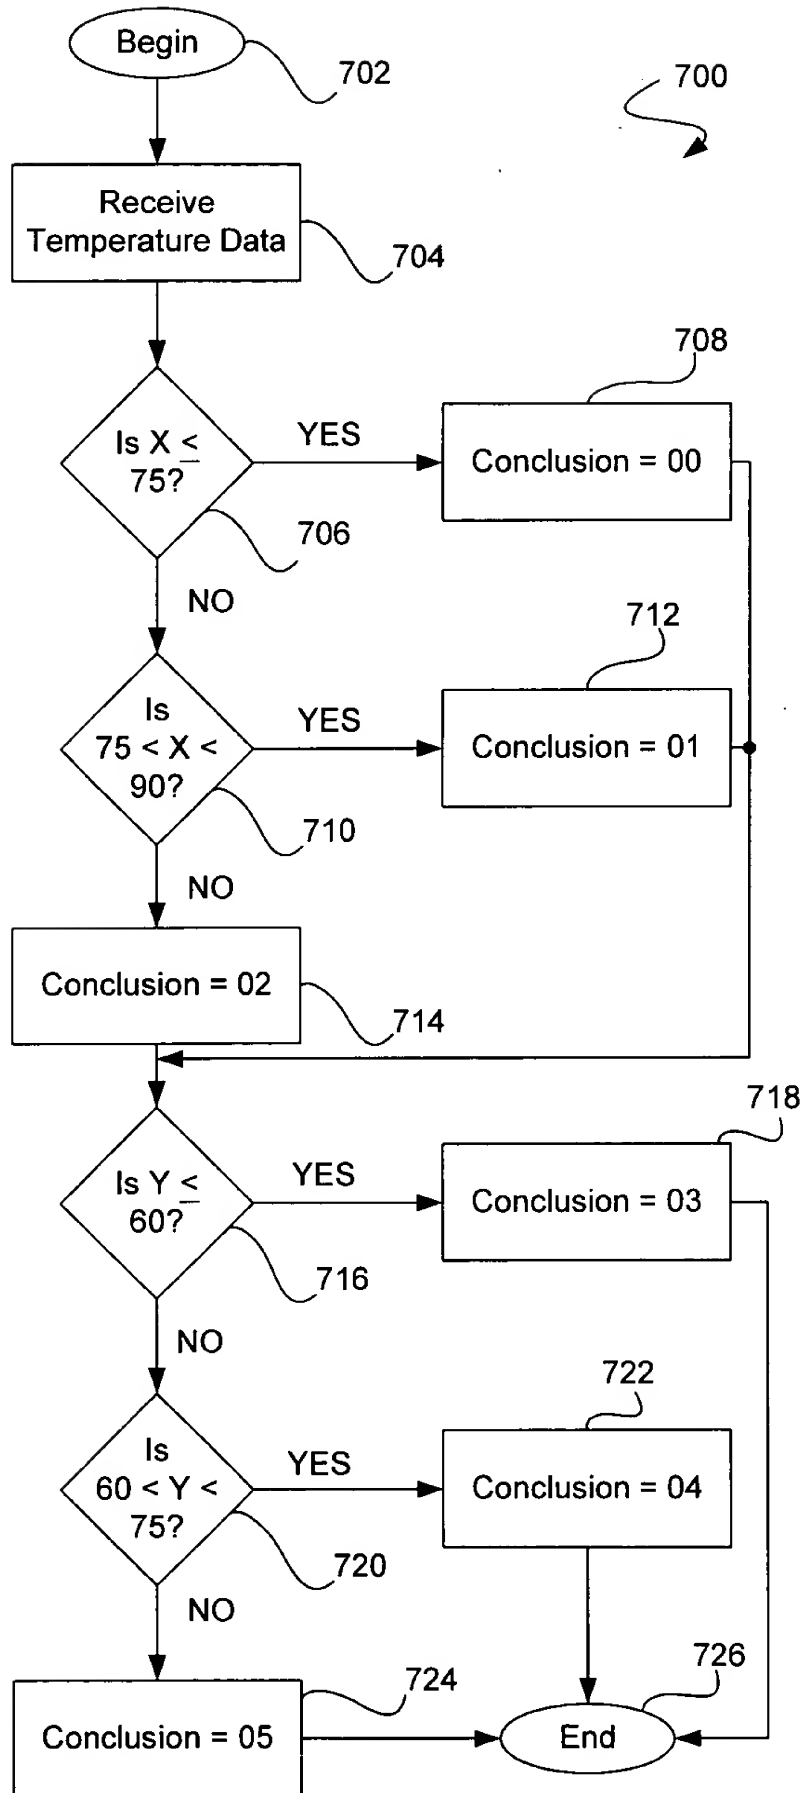 Begin
702
700
Receive
Temperature Data
704
708
Is X ≤
75?
YES
Conclusion = 00
706
NO
712
Is
75 < X <
90?
YES
Conclusion = 01
710
NO
Conclusion = 02
714
718
Is Y ≤
60?
YES
Conclusion = 03
716
NO
722
Is
60 < Y <
75?
YES
Conclusion = 04
720
NO
724
726
Conclusion = 05
End